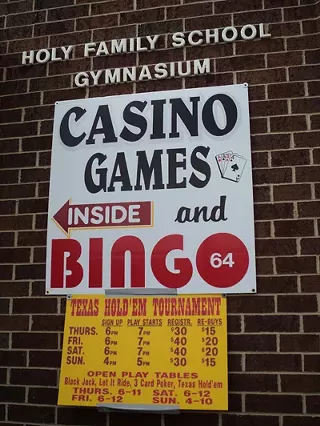 HOLY FAMILY SCHOOL
GYMNASIUM
CASINO
GAMES
INSIDE and
BINGO 64
TEXAS HOLD'EM TOURNAMENT
SIGN UP PLAY STARTS REGISTR. RE-BUYS
THURS. 6PM 7PM $30 $15
FRI. 6PM 7PM $40 $20
SAT. 6PM 7PM $40 $20
SUN. 4PM 5PM $30 $15
OPEN PLAY TABLES
Black Jack, Let It Ride, 3 Card Poker, Texas Hold'em
THURS. 6-11 SAT. 6-12
FRI. 6-12 SUN. 4-10